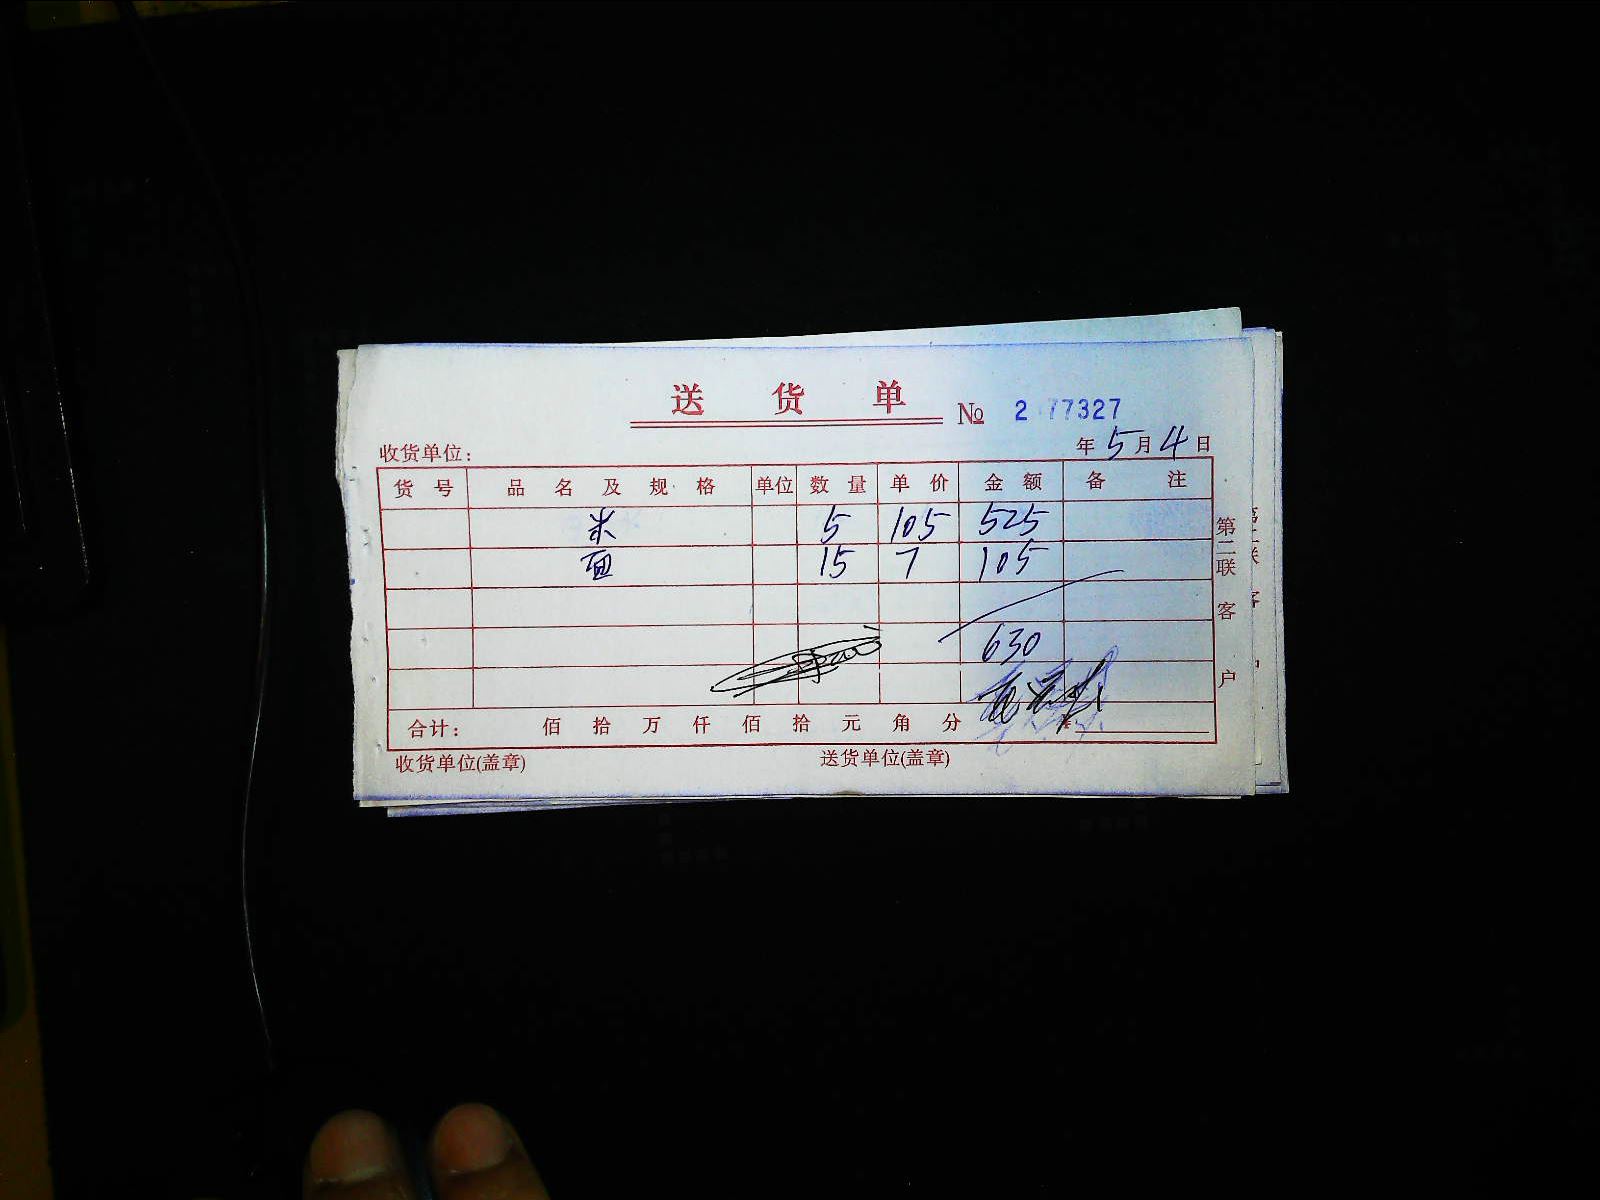 送 货 单 № 2 77327
收货单位： 年 5 月 4 日
货 号 品 名 及 规 格 单位 数 量 单 价 金 额 备 注
米 5 105 525
面 15 7 105
630
合计： 佰 拾 万 仟 佰 拾 元 角 分
收货单位(盖章) 送货单位(盖章)
第二联 客 户